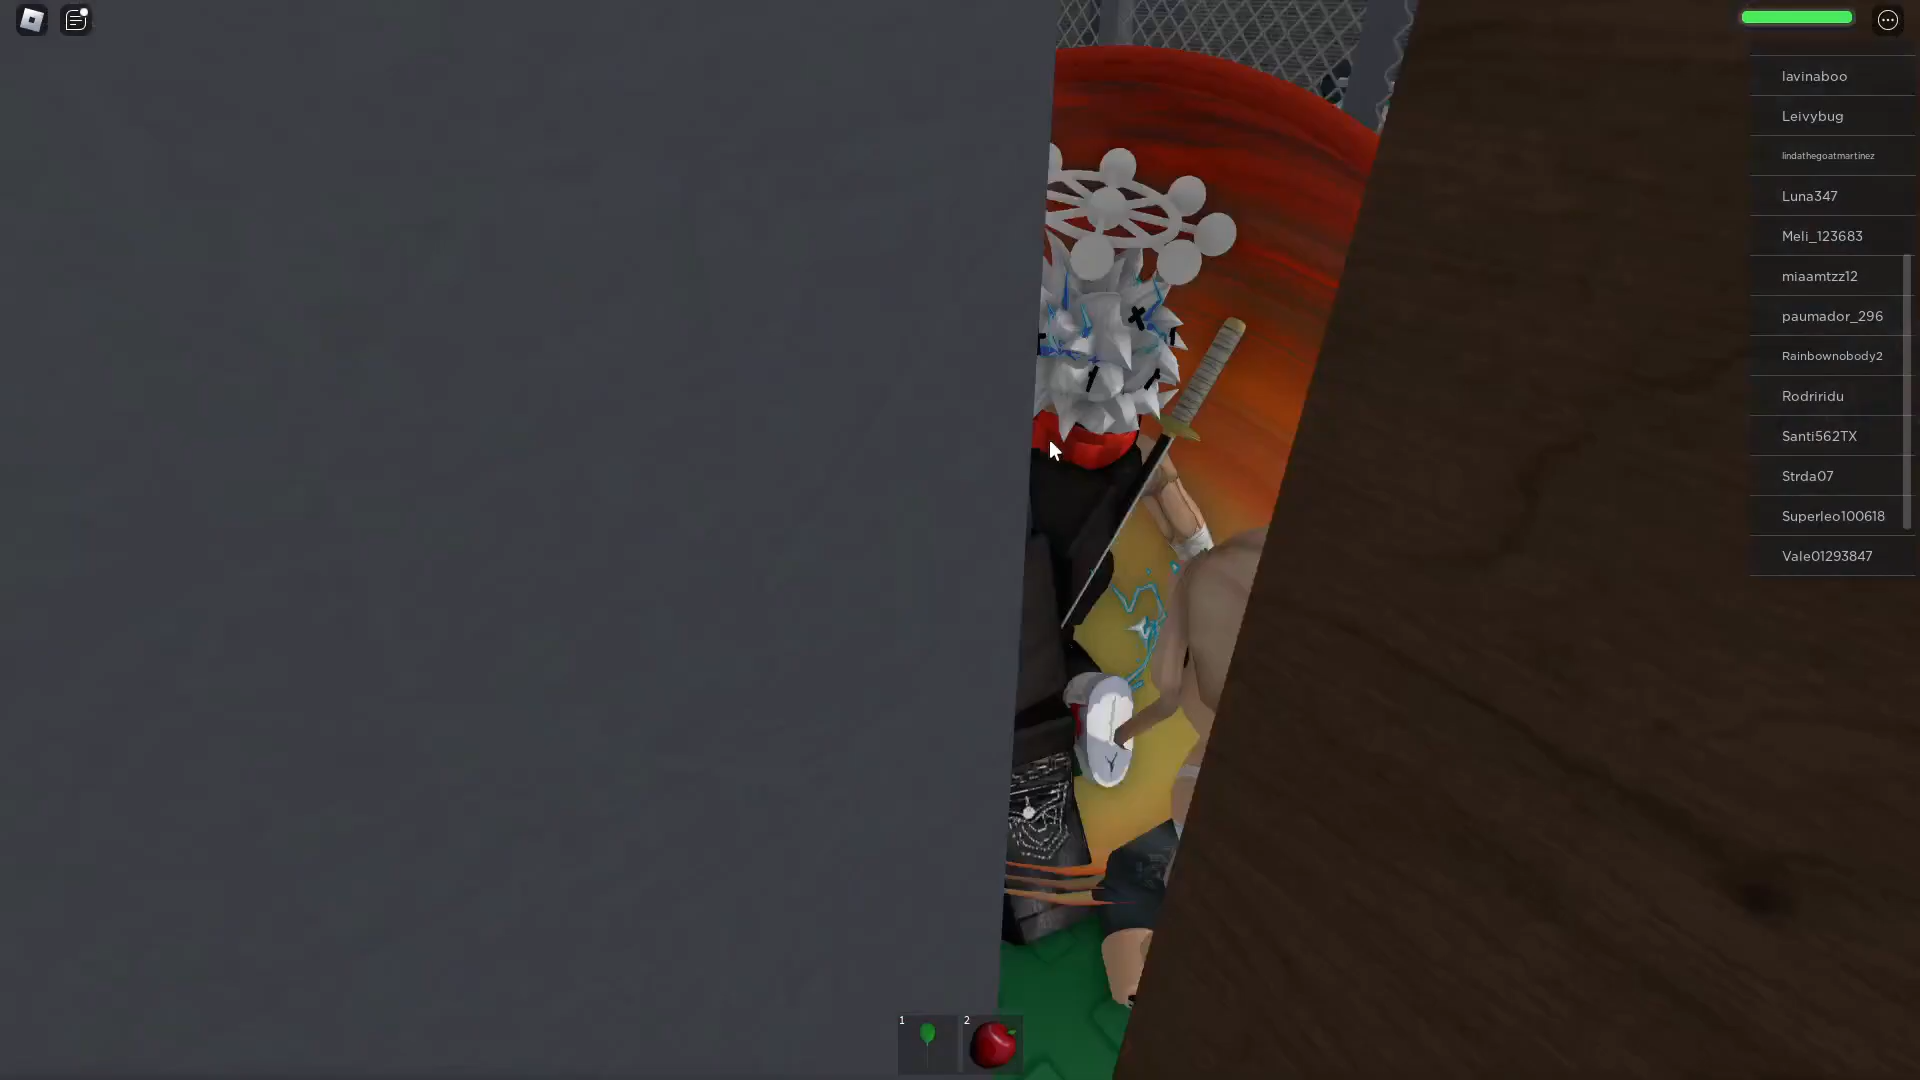 lavinaboo
Leivybug
lindathegoatmartinez
Luna347
Meli_123683
miaamtzz12
paumador_296
Rainbownobody2
Rodriridu
Santi562TX
Strda07
Superleo100618
Vale01293847
1
2